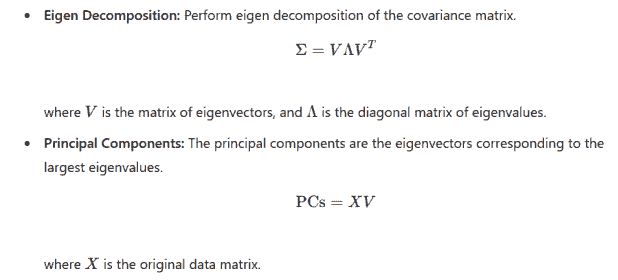 • Eigen Decomposition: Perform eigen decomposition of the covariance matrix.
Σ = VΛVᵀ
where V is the matrix of eigenvectors, and Λ is the diagonal matrix of eigenvalues.
• Principal Components: The principal components are the eigenvectors corresponding to the
largest eigenvalues.
PCs = XV
where X is the original data matrix.